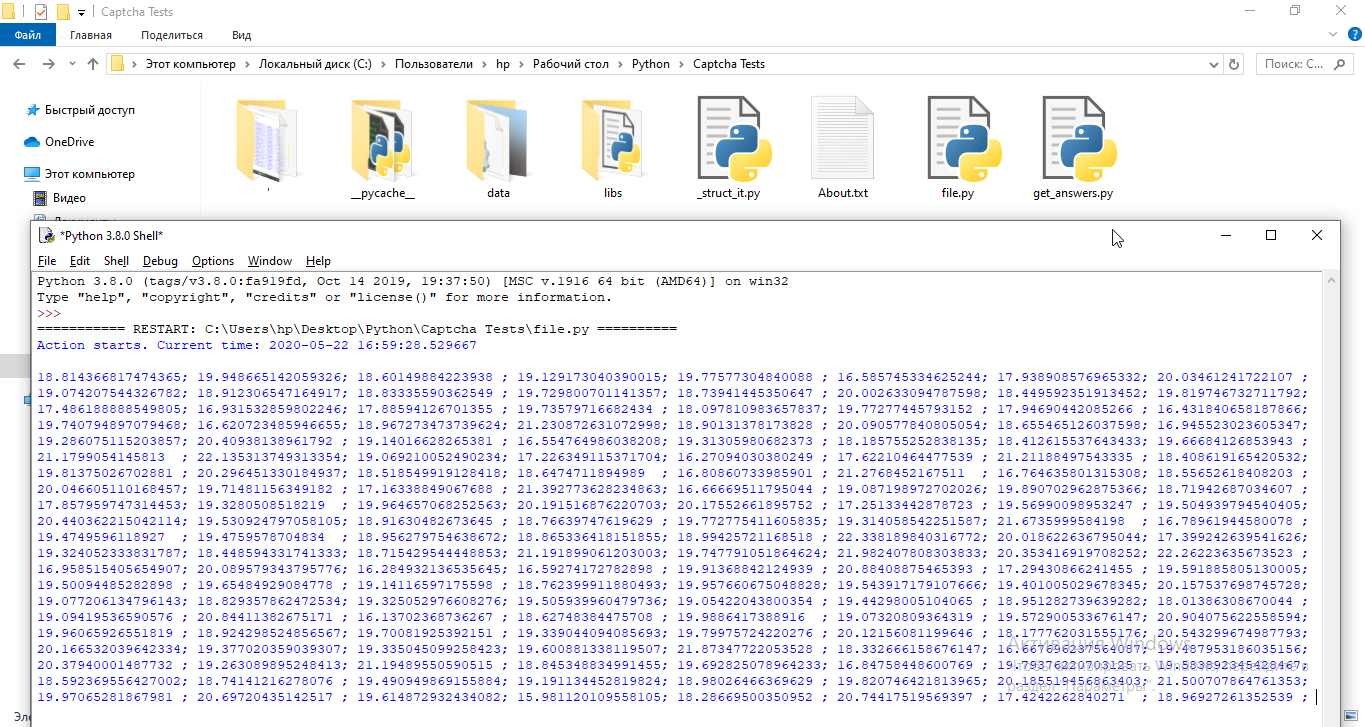 Captcha Tests
Файл Главная Поделиться Вид
Этот компьютер › Локальный диск (C:) › Пользователи › hp › Рабочий стол › Python › Captcha Tests
Поиск: С...
Быстрый доступ
OneDrive
Этот компьютер
Видео
' __pycache__ data libs _struct_it.py About.txt file.py get_answers.py
*Python 3.8.0 Shell*
File Edit Shell Debug Options Window Help
Python 3.8.0 (tags/v3.8.0:fa919fd, Oct 14 2019, 19:37:50) [MSC v.1916 64 bit (AMD64)] on win32
Type "help", "copyright", "credits" or "license()" for more information.
>>>
=========== RESTART: C:\Users\hp\Desktop\Python\Captcha Tests\file.py ==========
Action starts. Current time: 2020-05-22 16:59:28.529667
18.814366817474365; 19.948665142059326; 18.60149884223938 ; 19.129173040390015; 19.77577304840088 ; 16.585745334625244; 17.938908576965332; 20.03461241722107 ;
19.074207544326782; 18.912306547164917; 18.83335590362549 ; 19.729800701141357; 18.73941445350647 ; 20.002633094787598; 18.449592351913452; 19.819746732711792;
17.486188888549805; 16.931532859802246; 17.88594126701355 ; 19.73579716682434 ; 18.097810983657837; 19.77277445793152 ; 17.94690442085266 ; 16.431840658187866;
19.740794897079468; 16.620723485946655; 18.967273473739624; 21.230872631072998; 18.90131378173828 ; 20.090577840805054; 18.655465126037598; 16.945523023605347;
19.286075115203857; 20.40938138961792 ; 19.14016628265381 ; 16.554764986038208; 19.31305980682373 ; 18.185755252838135; 18.412615537643433; 19.66684126853943 ;
21.1799054145813 ; 22.135313749313354; 19.069210052490234; 17.226349115371704; 16.27094030380249 ; 17.62210464477539 ; 21.21188497543335 ; 18.408619165420532;
19.81375026702881 ; 20.296451330184937; 18.518549919128418; 18.6474711894989 ; 16.80860733985901 ; 21.2768452167511 ; 16.764635801315308; 18.55652618408203 ;
20.046605110168457; 19.71481156349182 ; 17.16338849067688 ; 21.392773628234863; 16.66669511795044 ; 19.087198972702026; 19.890702962875366; 18.71942687034607 ;
17.857959747314453; 19.3280508518219 ; 19.964657068252563; 20.191516876220703; 20.17552661895752 ; 17.25133442878723 ; 19.56990098953247 ; 19.504939794540405;
20.440362215042114; 19.530924797058105; 18.91630482673645 ; 18.76639747619629 ; 19.772775411605835; 19.314058542251587; 21.6735999584198 ; 16.78961944580078 ;
19.4749596118927 ; 19.4759578704834 ; 18.956279754638672; 18.865336418151855; 18.99425721168518 ; 22.338189840316772; 20.018622636795044; 17.399242639541626;
19.324052333831787; 18.448594331741333; 18.715429544448853; 21.191899061203003; 19.747791051864624; 21.982407808303833; 20.353416919708252; 22.26223635673523 ;
16.958515405654907; 20.089579343795776; 16.284932136535645; 16.59274172782898 ; 19.91368842124939 ; 20.88408875465393 ; 17.29430866241455 ; 19.591885805130005;
19.50094485282898 ; 19.65484929084778 ; 19.14116597175598 ; 18.762399911880493; 19.957660675048828; 19.543917179107666; 19.401005029678345; 20.157537698745728;
19.077206134796143; 18.829357862472534; 19.325052976608276; 19.505939960479736; 19.05422043800354 ; 19.44298005104065 ; 18.951282739639282; 18.01386308670044 ;
19.09419536590576 ; 20.84411382675171 ; 16.13702368736267 ; 18.62748384475708 ; 19.9886417388916 ; 19.07320809364319 ; 19.572900533676147; 20.904075622558594;
19.96065926551819 ; 18.924298524856567; 19.70081925392151 ; 19.339044094085693; 19.79975724220276 ; 20.12156081199646 ; 18.177762031555176; 20.543299674987793;
20.166532039642334; 19.377020359039307; 19.335045099258423; 19.600881338119507; 21.87347722053528 ; 18.332666158676147; 16.677688237564087; 19.487953186035156;
20.37940001487732 ; 19.263089895248413; 21.19489550590515 ; 18.845348834991455; 19.692825078964233; 16.84758448600769 ;
18.592369556427002; 18.74141216278076 ; 19.490949869155884; 19.191134452819824; 18.98026466369629 ; 19.820746421813965; 20.185519456863403; 21.500707864761353;
19.97065281867981 ; 20.69720435142517 ; 19.614872932434082; 15.981120109558105; 18.28669500350952 ; 20.74417519569397 ; 17.4242262840271 ; 18.96927261352539 ;
Активация Windows
раздел "Параметры".